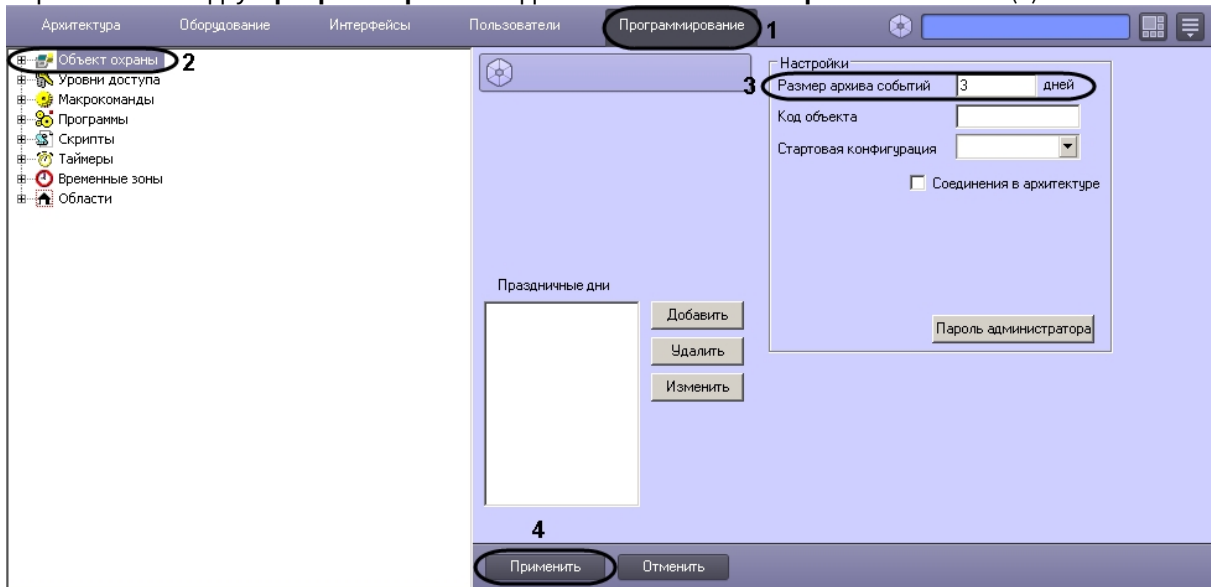 Архитектура Оборудование Интерфейсы Пользователи Программирование 1
Объект охраны 2
Уровни доступа
Макрокоманды
Программы
Скрипты
Таймеры
Временные зоны
Области
Настройки
3 Размер архива событий 3 дней
Код объекта
Стартовая конфигурация
Соединения в архитектуре
Пароль администратора
Праздничные дни
Добавить
Удалить
Изменить
4
Применить Отменить